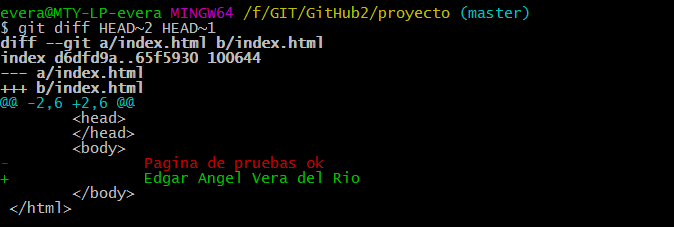 evera@MTY-LP-evera MINGW64 /f/GIT/GitHub2/proyecto (master)
$ git diff HEAD~2 HEAD~1
diff --git a/index.html b/index.html
index d6dfd9a..65f5930 100644
--- a/index.html
+++ b/index.html
@@ -2,6 +2,6 @@
        <head>
        </head>
        <body>
-               Pagina de pruebas ok
+               Edgar Angel Vera del Rio
        </body>
 </html>